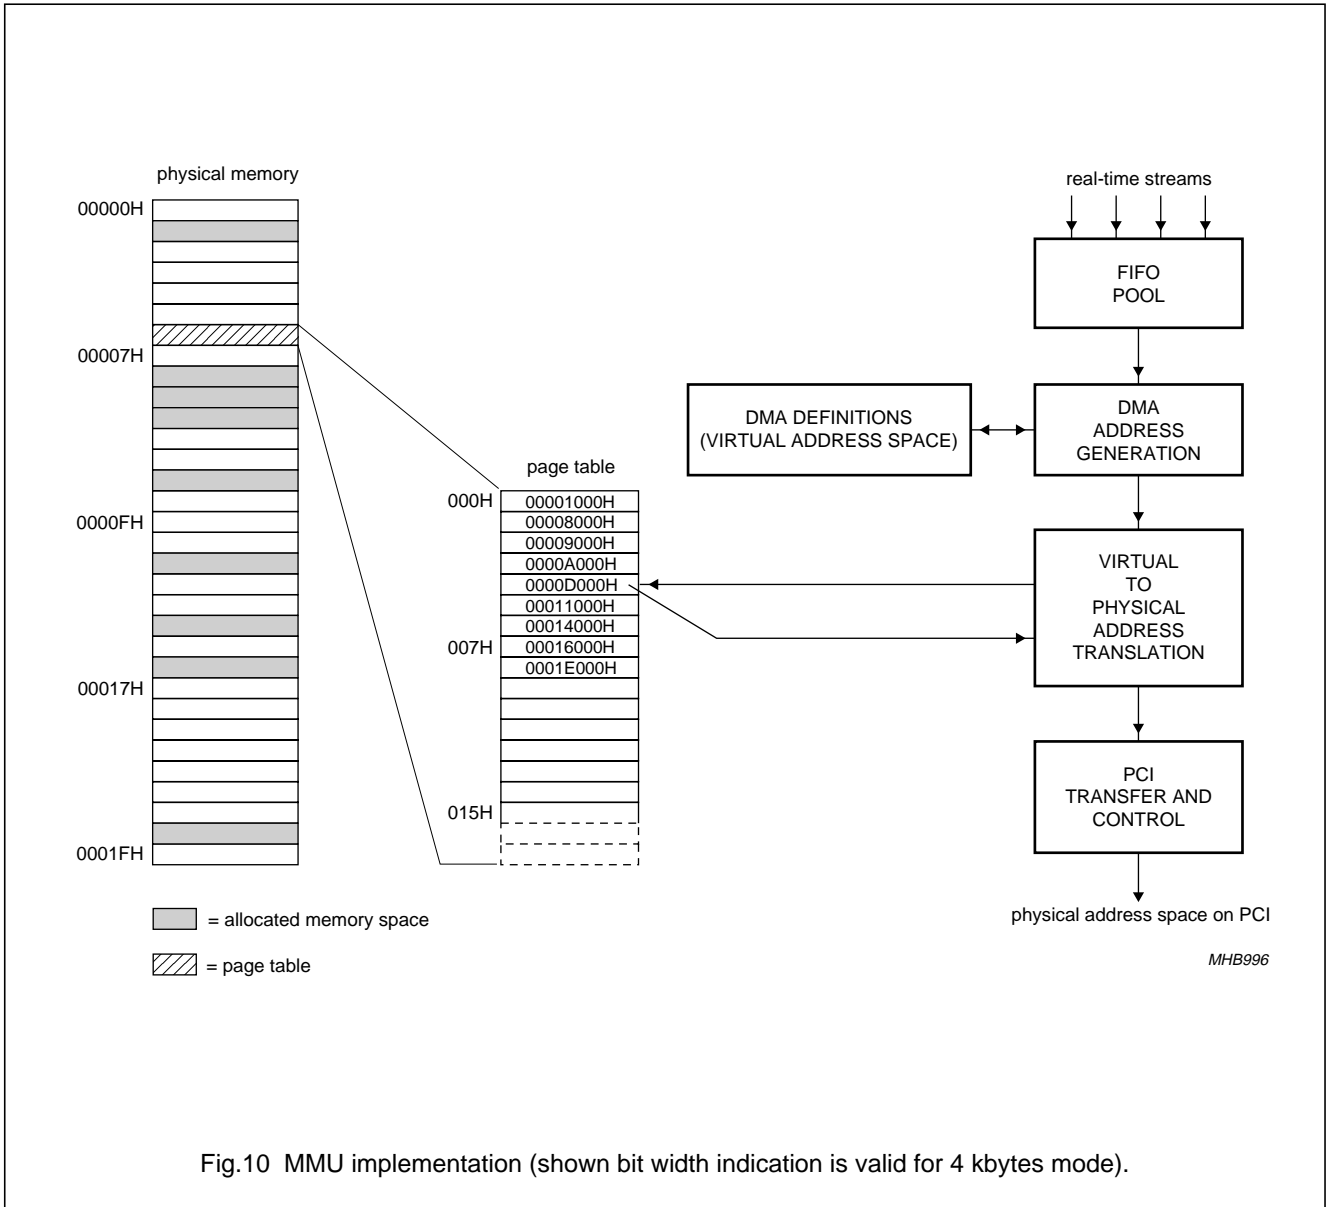 physical memory
00000H
00007H
0000FH
00017H
0001FH
= allocated memory space
= page table
page table
000H
00001000H
00008000H
00009000H
0000A000H
0000D000H
00011000H
00014000H
007H
00016000H
0001E000H
015H
real-time streams
FIFO
POOL
DMA DEFINITIONS
(VIRTUAL ADDRESS SPACE)
DMA
ADDRESS
GENERATION
VIRTUAL
TO
PHYSICAL
ADDRESS
TRANSLATION
PCI
TRANSFER AND
CONTROL
physical address space on PCI
MHB996
Fig.10 MMU implementation (shown bit width indication is valid for 4 kbytes mode).